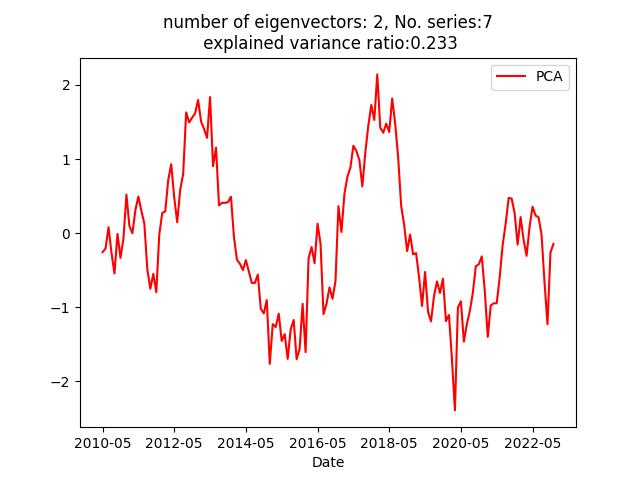 number of eigenvectors: 2, No. series:7
explained variance ratio:0.233
PCA
2
1
0
−1
−2
2010-05 2012-05 2014-05 2016-05 2018-05 2020-05 2022-05
Date